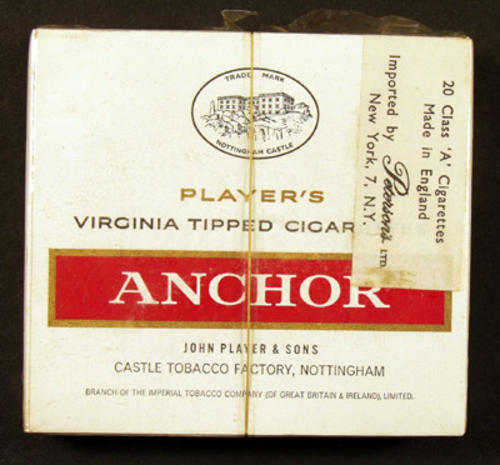 TRADE MARK
NOTTINGHAM CASTLE
PLAYER'S
VIRGINIA TIPPED CIGAR
ANCHOR
JOHN PLAYER & SONS
CASTLE TOBACCO FACTORY, NOTTINGHAM
BRANCH OF THE IMPERIAL TOBACCO COMPANY (OF GREAT BRITAIN & IRELAND), LIMITED.
20 Class 'A' Cigarettes
Made in England
Imported by Pearson's LTD.
New York, 7, N.Y.